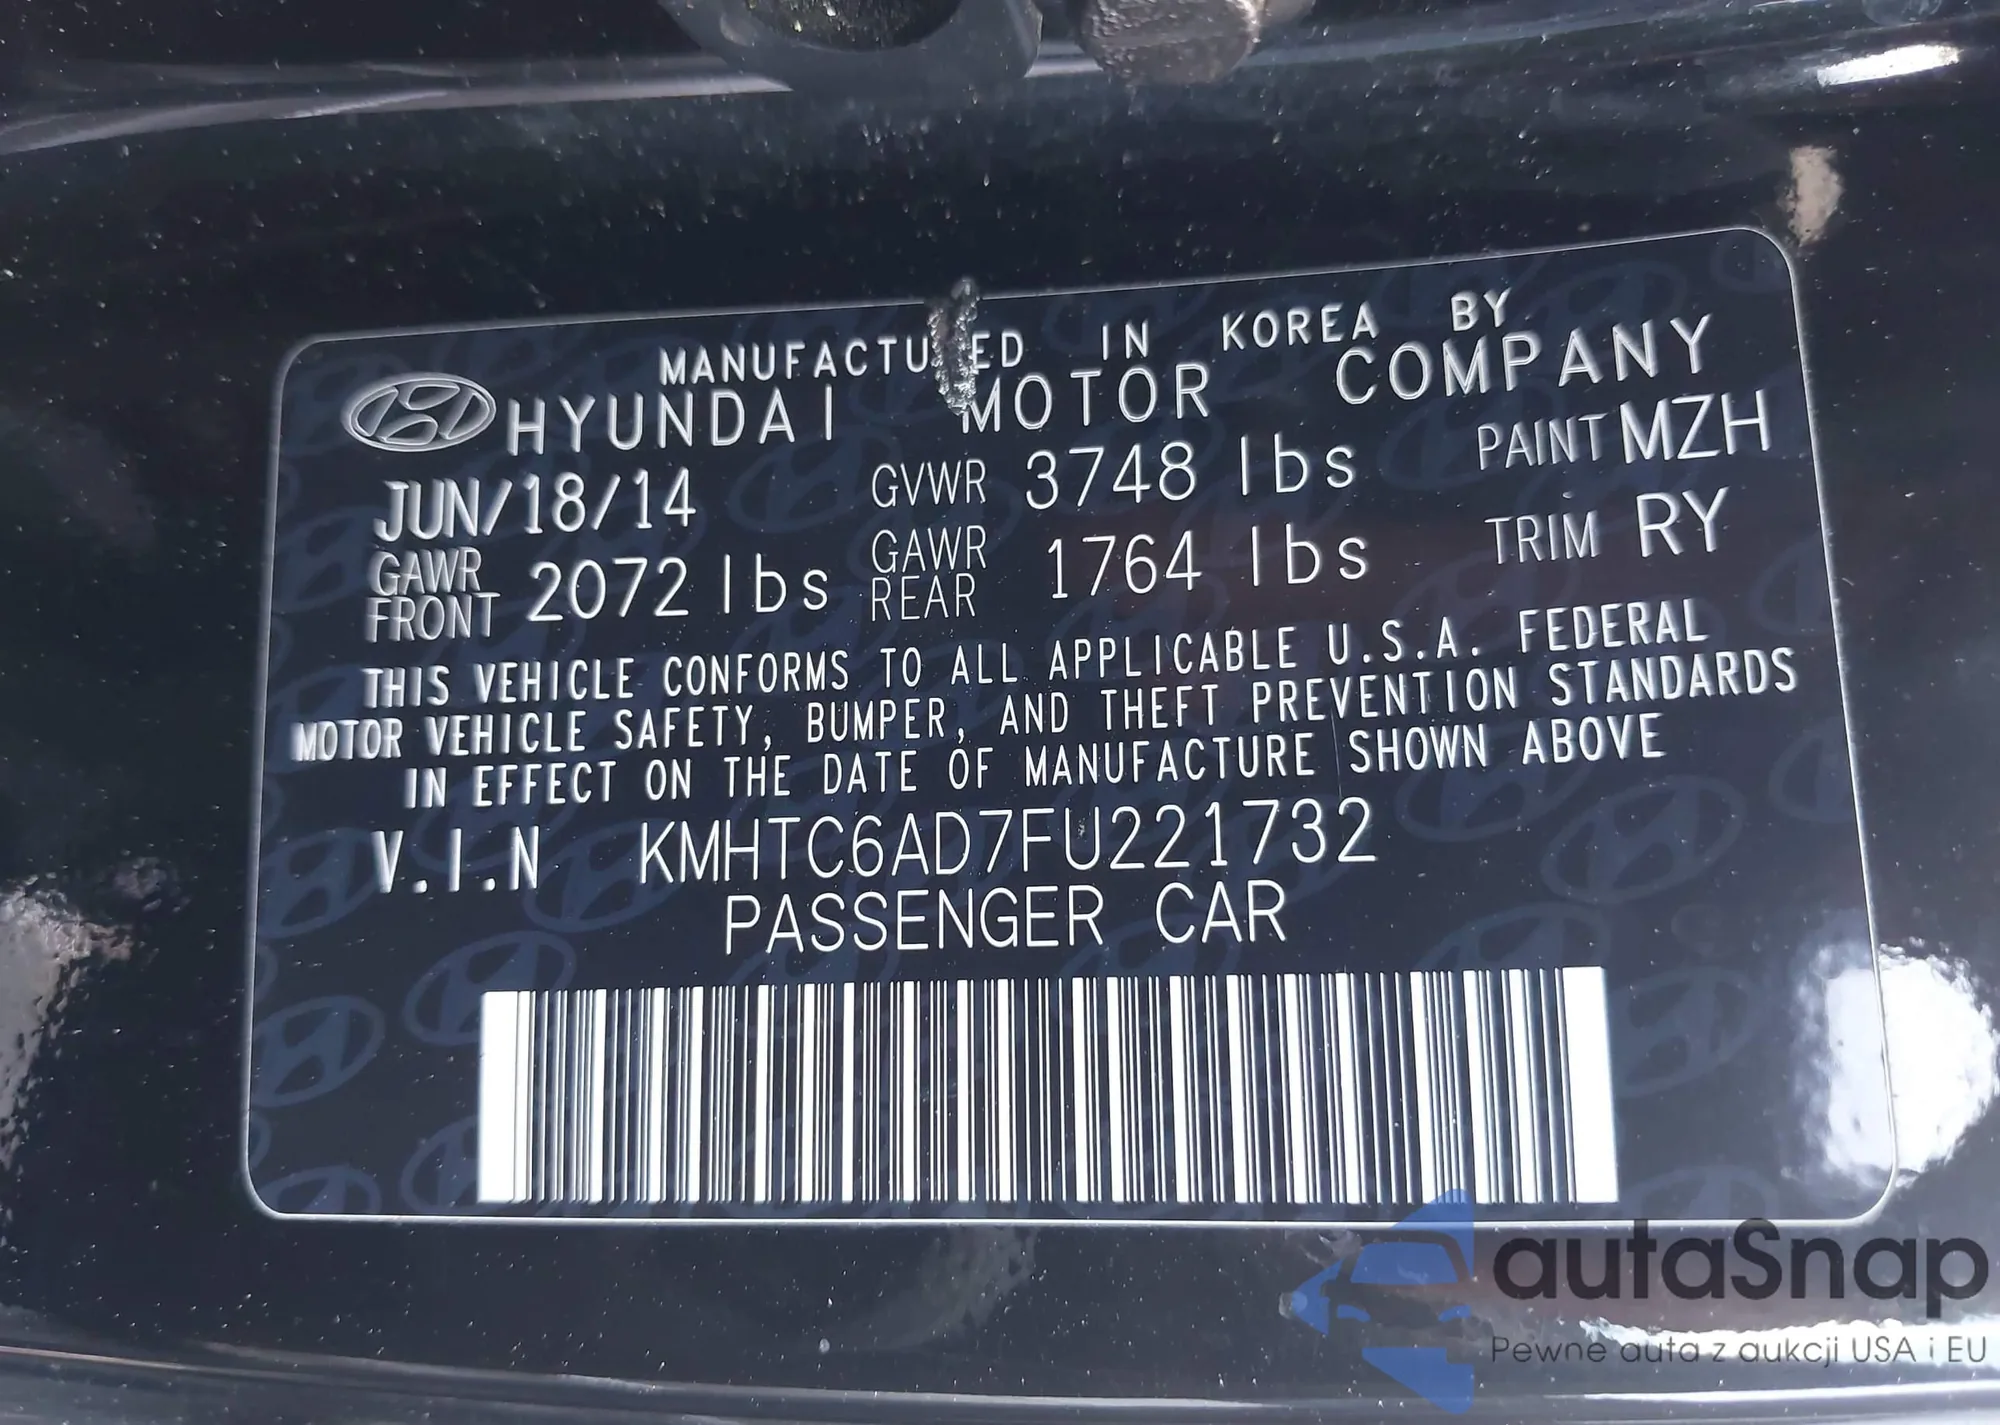 MANUFACTURED IN KOREA BY
HYUNDAI MOTOR COMPANY
JUN/18/14 GVWR 3748 lbs PAINT MZH
GAWR FRONT 2072 lbs GAWR REAR 1764 lbs TRIM RY
THIS VEHICLE CONFORMS TO ALL APPLICABLE U.S.A. FEDERAL
MOTOR VEHICLE SAFETY, BUMPER, AND THEFT PREVENTION STANDARDS
IN EFFECT ON THE DATE OF MANUFACTURE SHOWN ABOVE
V.I.N KMHTC6AD7FU221732
PASSENGER CAR
autaSnap
Pewne auta z aukcji USA i EU